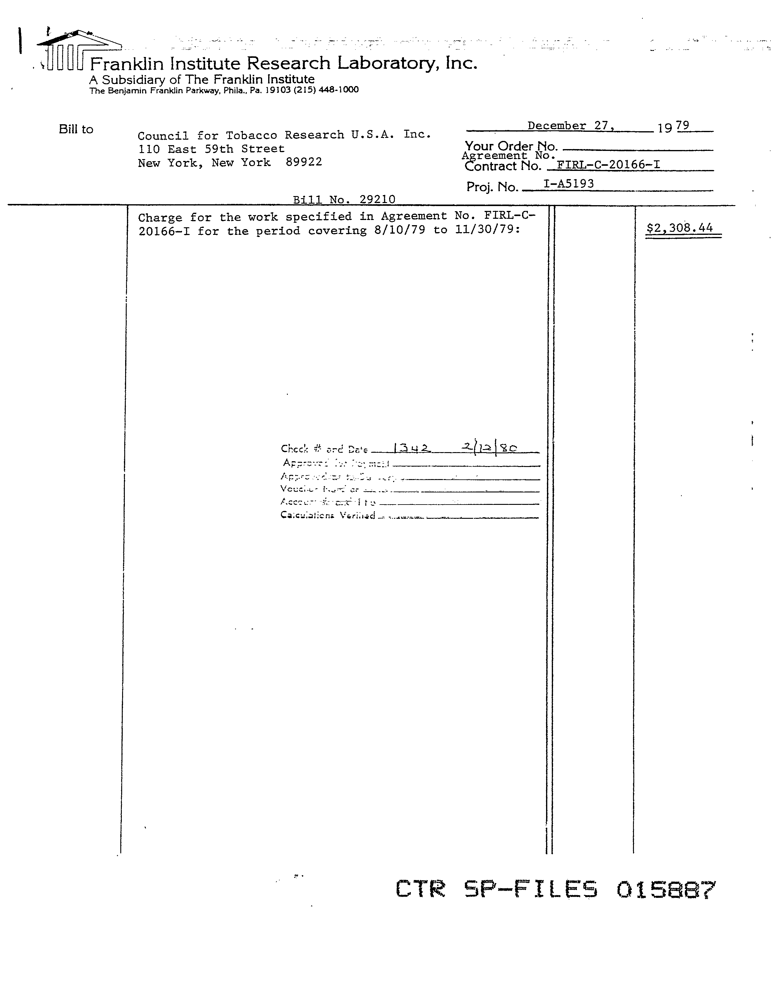 Franklin Institute Research Laboratory, Inc.
A Subsidiary of The Franklin Institute
The Benjamin Franklin Parkway, Phila., Pa. 19103 (215) 448-1000
December 27, 1979
Bill to
Council for Tobacco Research U.S.A. Inc.
110 East 59th Street
New York, New York 89922
Your Order No.
Agreement No.
Contract No. FIRL-C-20166-I
Proj. No. I-A5193
Bill No. 29210
Charge for the work specified in Agreement No. FIRL-C-
20166-I for the period covering 8/10/79 to 11/30/79: $2,308.44
Check # and Date 1342 2/12/80
Approved for Payment
Approved as to
Voucher Number
Account
Calculations Verified
CTR SP-FILES 015887